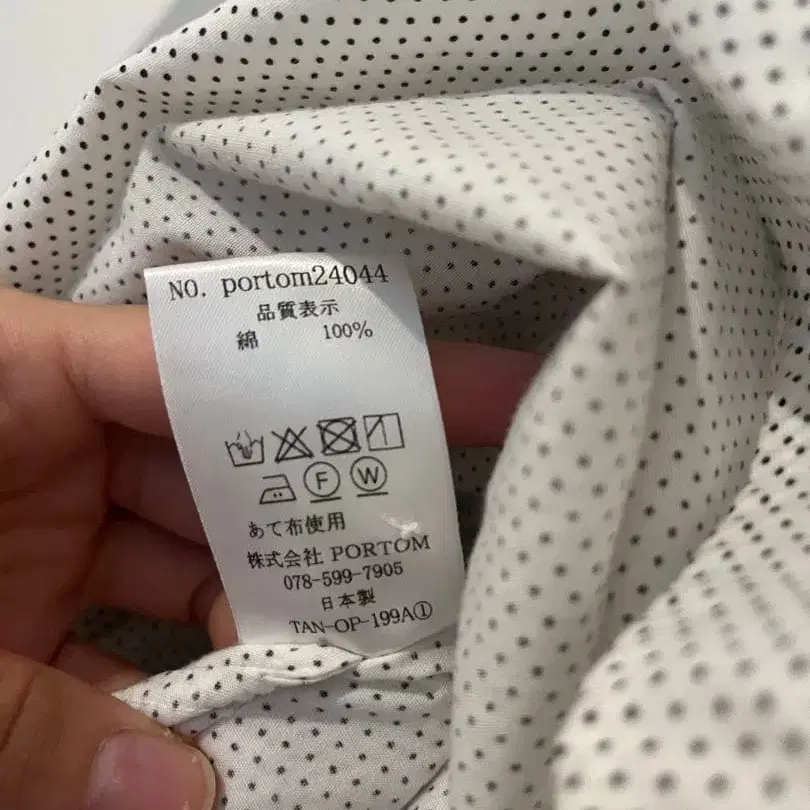 NO. portom24044
品質表示
綿 100%
F W
あて布使用
株式会社 PORTOM
078-599-7905
日本製
TAN-OP-199A①